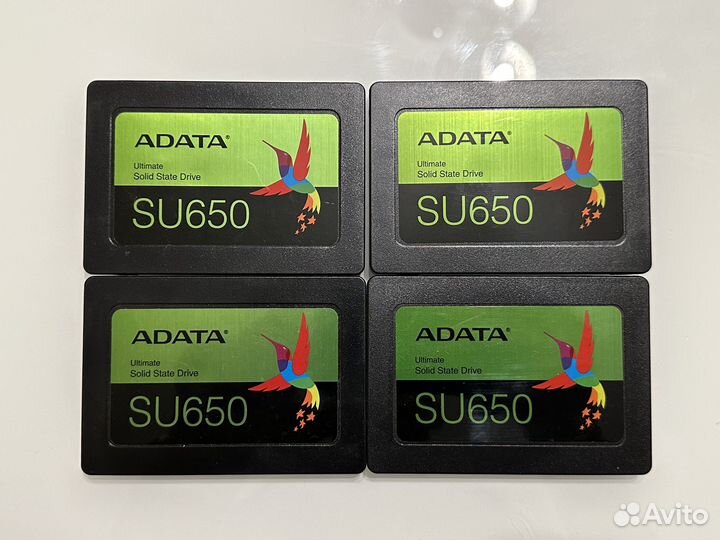 ADATA®
Ultimate
Solid State Drive
SU650
ADATA®
Ultimate
Solid State Drive
SU650
ADATA®
Ultimate
Solid State Drive
SU650
ADATA®
Ultimate
Solid State Drive
SU650
Avito